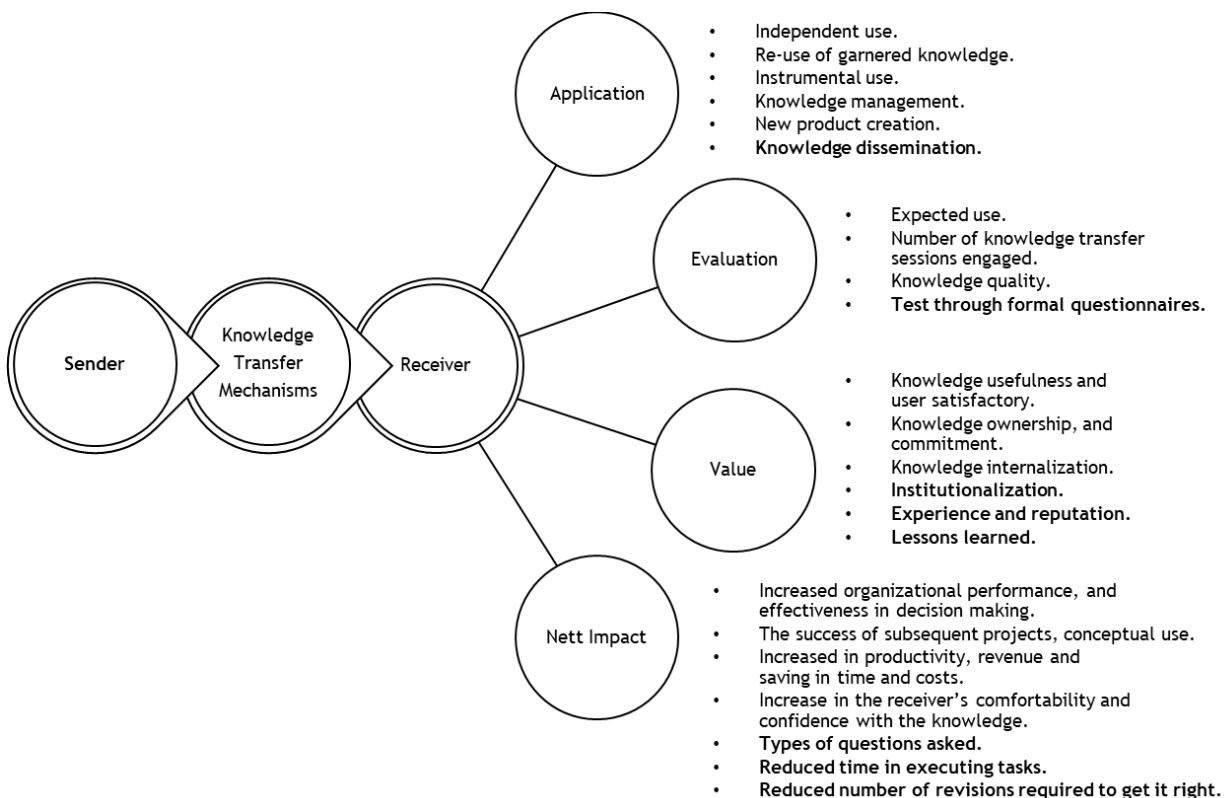 Sender
Knowledge
Transfer
Mechanisms
Receiver
Application
• Independent use.
• Re-use of garnered knowledge.
• Instrumental use.
• Knowledge management.
• New product creation.
• Knowledge dissemination.
Evaluation
• Expected use.
• Number of knowledge transfer
sessions engaged.
• Knowledge quality.
• Test through formal questionnaires.
Value
• Knowledge usefulness and
user satisfactory.
• Knowledge ownership, and
commitment.
• Knowledge internalization.
• Institutionalization.
• Experience and reputation.
• Lessons learned.
Nett Impact
• Increased organizational performance, and
effectiveness in decision making.
• The success of subsequent projects, conceptual use.
• Increased in productivity, revenue and
saving in time and costs.
• Increase in the receiver’s comfortability and
confidence with the knowledge.
• Types of questions asked.
• Reduced time in executing tasks.
• Reduced number of revisions required to get it right.